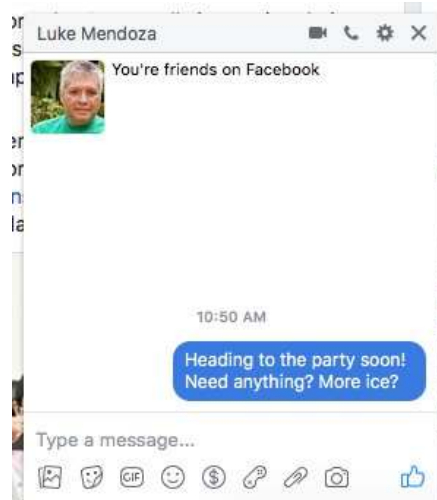 Luke Mendoza
You're friends on Facebook
10:50 AM
Heading to the party soon!
Need anything? More ice?
Type a message...
GIF
$